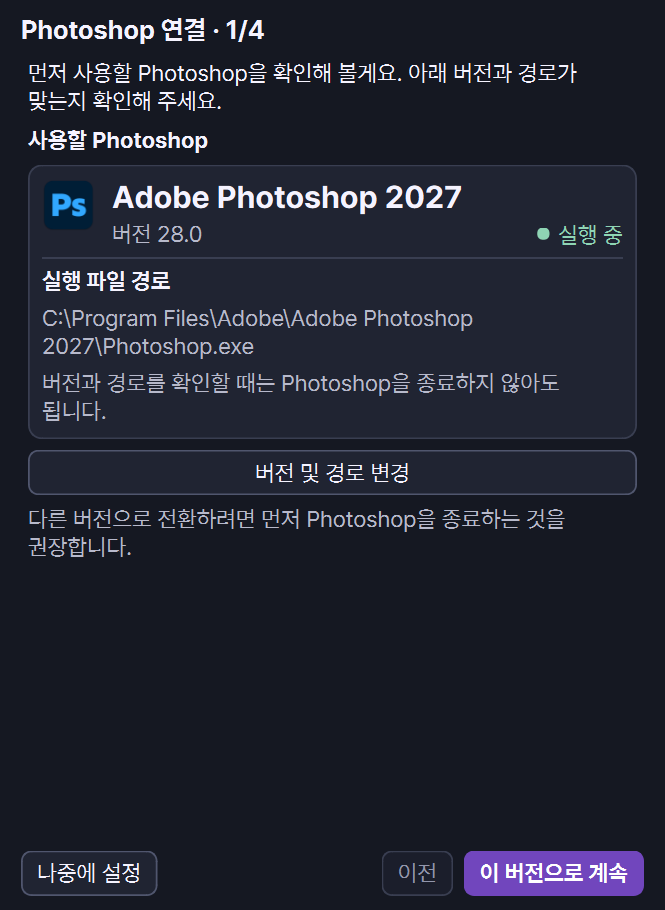 Photoshop 연결 · 1/4
먼저 사용할 Photoshop을 확인해 볼게요. 아래 버전과 경로가
맞는지 확인해 주세요.
사용할 Photoshop
Ps
Adobe Photoshop 2027
버전 28.0
실행 중
실행 파일 경로
C:\Program Files\Adobe\Adobe Photoshop
2027\Photoshop.exe
버전과 경로를 확인할 때는 Photoshop을 종료하지 않아도
됩니다.
버전 및 경로 변경
다른 버전으로 전환하려면 먼저 Photoshop을 종료하는 것을
권장합니다.
나중에 설정
이전
이 버전으로 계속